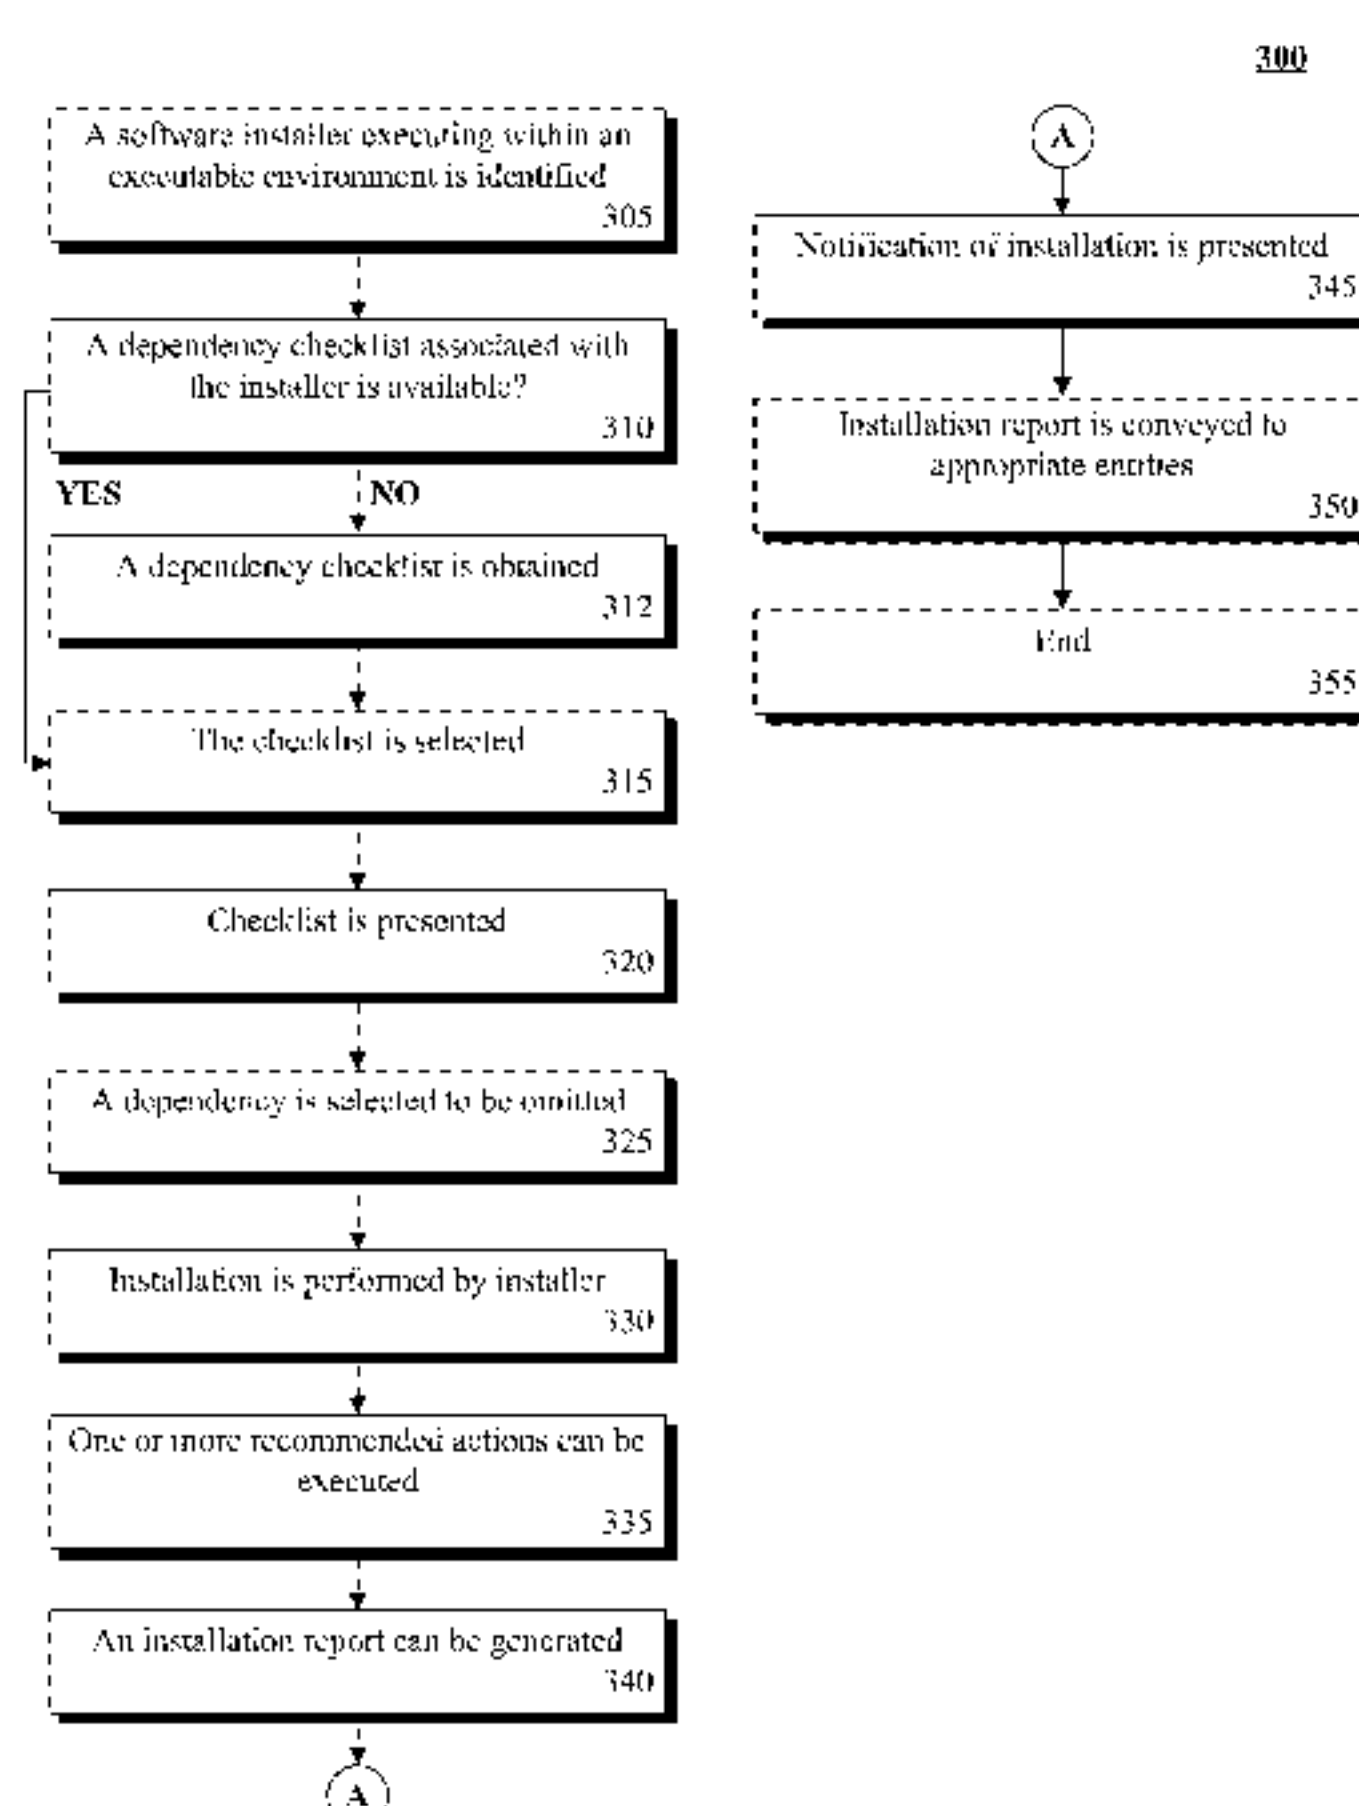 300
A software installer executing within an
executable environment is identified
305
A dependency checklist associated with
the installer is available?
310
YES
NO
A dependency checklist is obtained
312
The checklist is selected
315
Checklist is presented
320
A dependency is selected to be omitted
325
Installation is performed by installer
330
One or more recommended actions can be
executed
335
An installation report can be generated
340
A
A
Notification of installation is presented
345
Installation report is conveyed to
appropriate entities
350
End
355